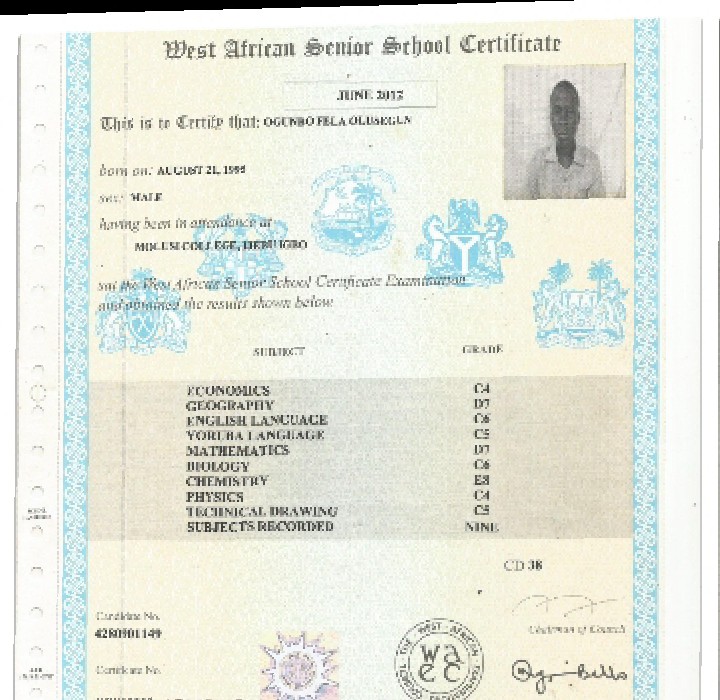 West African Senior School Certificate
JUNE 2012
This is to Certify that: OGUNBO FELA OLUSEGUN
born on: AUGUST 21, 1995
sex: MALE
having been in attendance at
MOLUSI COLLEGE, IJEBU IGBO
sat the West African Senior School Certificate Examination
and obtained the results shown below
SUBJECT GRADE
ECONOMICS C4
GEOGRAPHY D7
ENGLISH LANGUAGE C6
YORUBA LANGUAGE C5
MATHEMATICS D7
BIOLOGY C6
CHEMISTRY E8
PHYSICS C4
TECHNICAL DRAWING C5
SUBJECTS RECORDED NINE
CD 38
Candidate No.
4280901149
Chairman of Council
Certificate No.